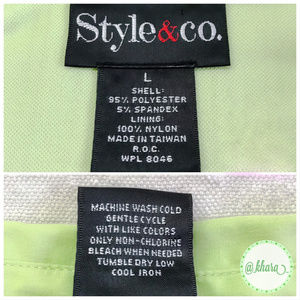 Style&co.
L
SHELL:
95% POLYESTER
5% SPANDEX
LINING:
100% NYLON
MADE IN TAIWAN
R.O.C.
WPL 8046
MACHINE WASH COLD
GENTLE CYCLE
WITH LIKE COLORS
ONLY NON-CHLORINE
BLEACH WHEN NEEDED
TUMBLE DRY LOW
COOL IRON
@.khara